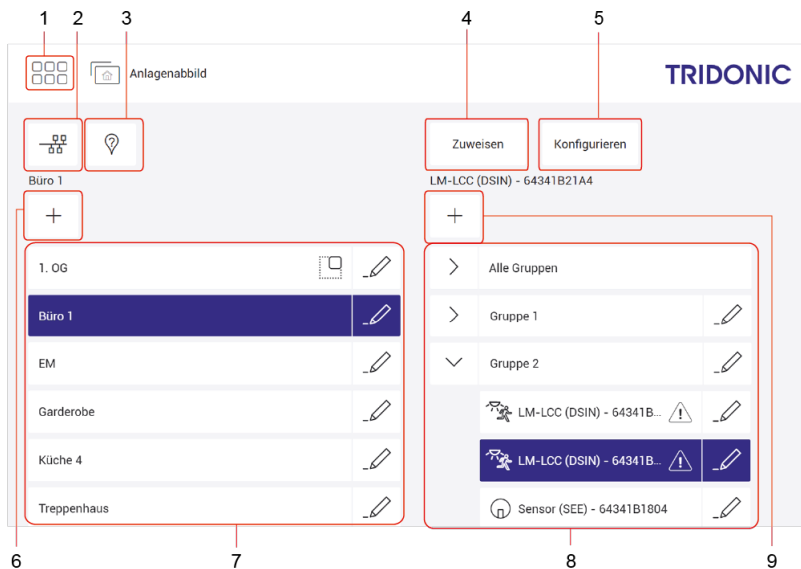 1 2 3 4 5
Anlagenabbild
TRIDONIC
Zuweisen Konfigurieren
Büro 1
LM-LCC (DSIN) - 64341B21A4
1. OG
Büro 1
EM
Garderobe
Küche 4
Treppenhaus
Alle Gruppen
Gruppe 1
Gruppe 2
LM-LCC (DSIN) - 64341B...
LM-LCC (DSIN) - 64341B...
Sensor (SEE) - 64341B1804
6 7 8 9